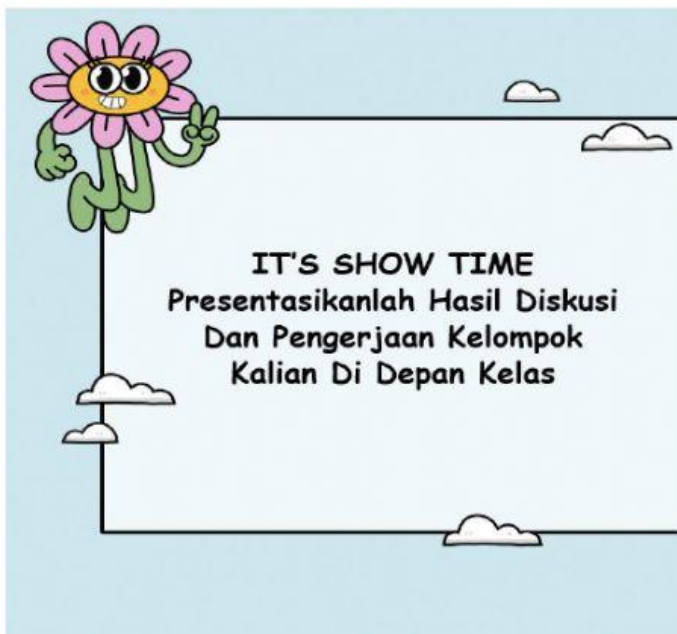 IT'S SHOW TIME
Presentasikanlah Hasil Diskusi
Dan Pengerjaan Kelompok
Kalian Di Depan Kelas